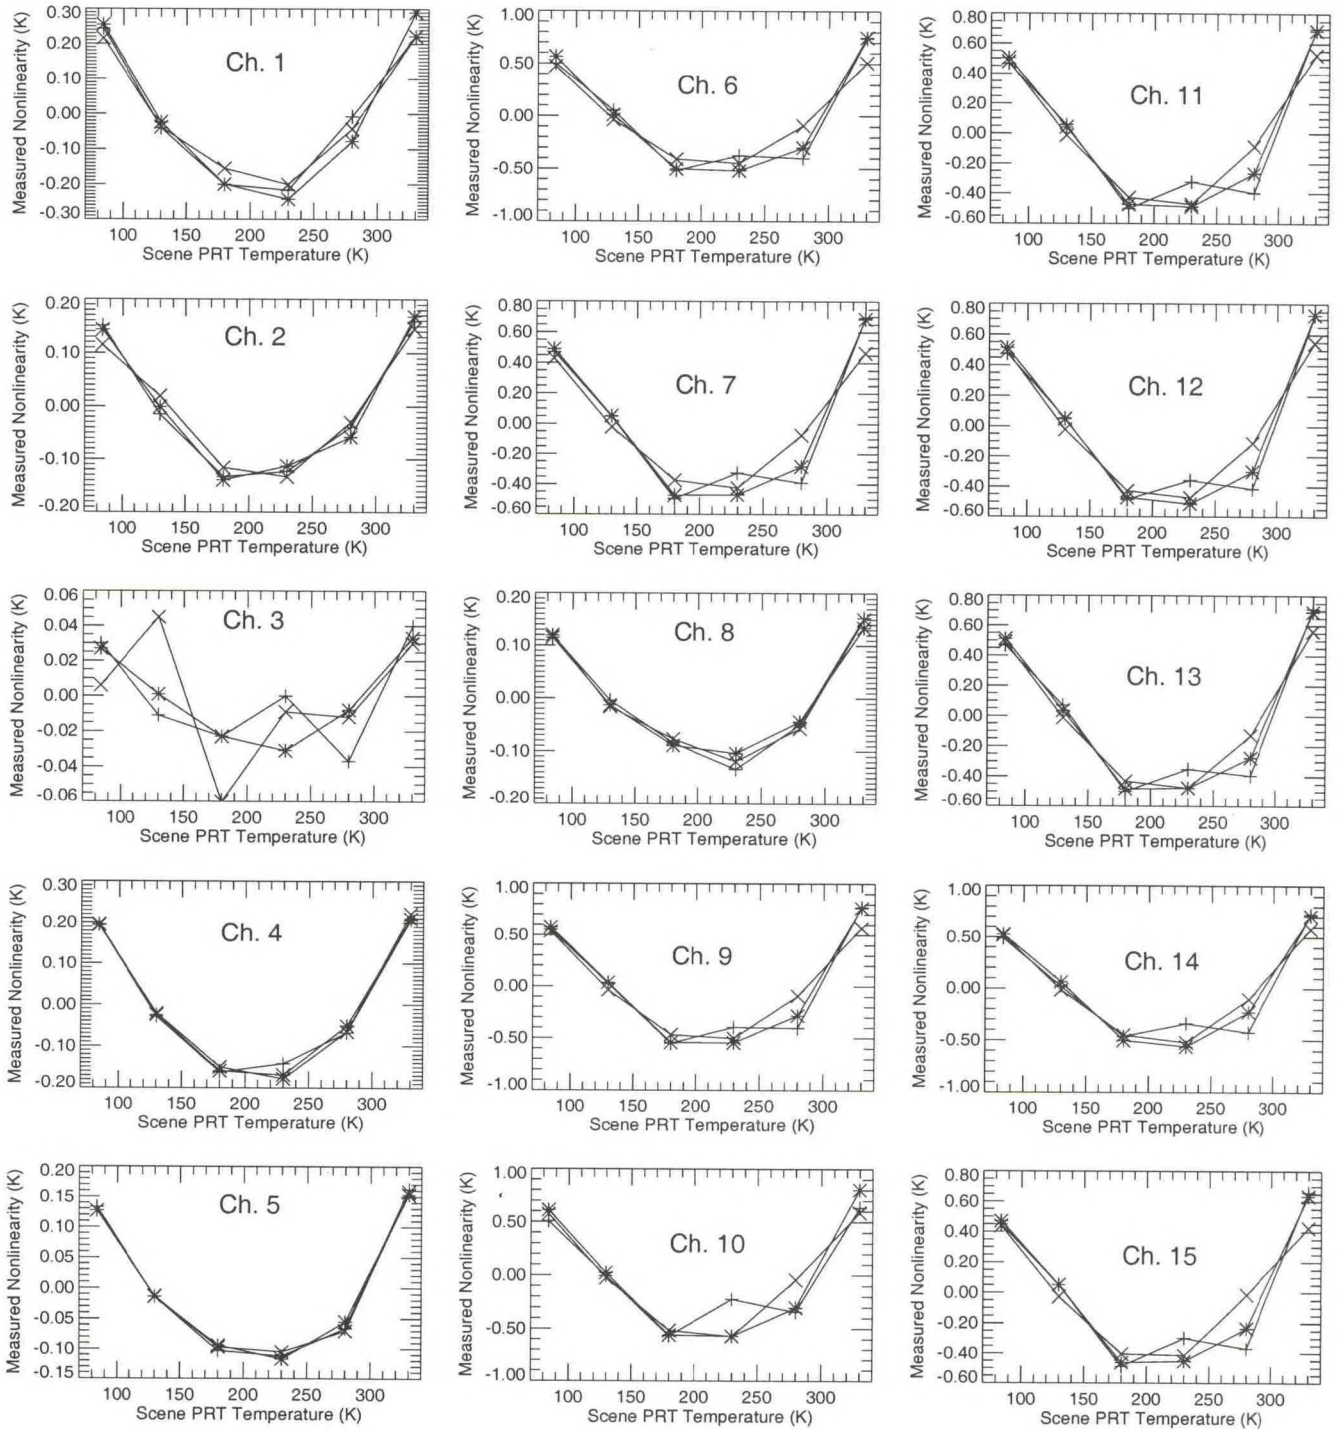 Measured Nonlinearity (K)
0.30
0.20
0.10
0.00
-0.10
-0.20
-0.30
Ch. 1
100 150 200 250 300
Scene PRT Temperature (K)
Measured Nonlinearity (K)
1.00
0.50
0.00
-0.50
-1.00
Ch. 6
100 150 200 250 300
Scene PRT Temperature (K)
Measured Nonlinearity (K)
0.80
0.60
0.40
0.20
0.00
-0.20
-0.40
-0.60
Ch. 11
100 150 200 250 300
Scene PRT Temperature (K)
Measured Nonlinearity (K)
0.20
0.10
0.00
-0.10
-0.20
Ch. 2
100 150 200 250 300
Scene PRT Temperature (K)
Measured Nonlinearity (K)
0.80
0.60
0.40
0.20
0.00
-0.20
-0.40
-0.60
Ch. 7
100 150 200 250 300
Scene PRT Temperature (K)
Measured Nonlinearity (K)
0.80
0.60
0.40
0.20
0.00
-0.20
-0.40
-0.60
Ch. 12
100 150 200 250 300
Scene PRT Temperature (K)
Measured Nonlinearity (K)
0.06
0.04
0.02
0.00
-0.02
-0.04
-0.06
Ch. 3
100 150 200 250 300
Scene PRT Temperature (K)
Measured Nonlinearity (K)
0.20
0.10
0.00
-0.10
-0.20
Ch. 8
100 150 200 250 300
Scene PRT Temperature (K)
Measured Nonlinearity (K)
0.80
0.60
0.40
0.20
0.00
-0.20
-0.40
-0.60
Ch. 13
100 150 200 250 300
Scene PRT Temperature (K)
Measured Nonlinearity (K)
0.30
0.20
0.10
0.00
-0.10
-0.20
Ch. 4
100 150 200 250 300
Scene PRT Temperature (K)
Measured Nonlinearity (K)
1.00
0.50
0.00
-0.50
-1.00
Ch. 9
100 150 200 250 300
Scene PRT Temperature (K)
Measured Nonlinearity (K)
1.00
0.50
0.00
-0.50
-1.00
Ch. 14
100 150 200 250 300
Scene PRT Temperature (K)
Measured Nonlinearity (K)
0.20
0.15
0.10
0.05
0.00
-0.05
-0.10
-0.15
Ch. 5
100 150 200 250 300
Scene PRT Temperature (K)
Measured Nonlinearity (K)
1.00
0.50
0.00
-0.50
-1.00
Ch. 10
100 150 200 250 300
Scene PRT Temperature (K)
Measured Nonlinearity (K)
0.80
0.60
0.40
0.20
0.00
-0.20
-0.40
-0.60
Ch. 15
100 150 200 250 300
Scene PRT Temperature (K)